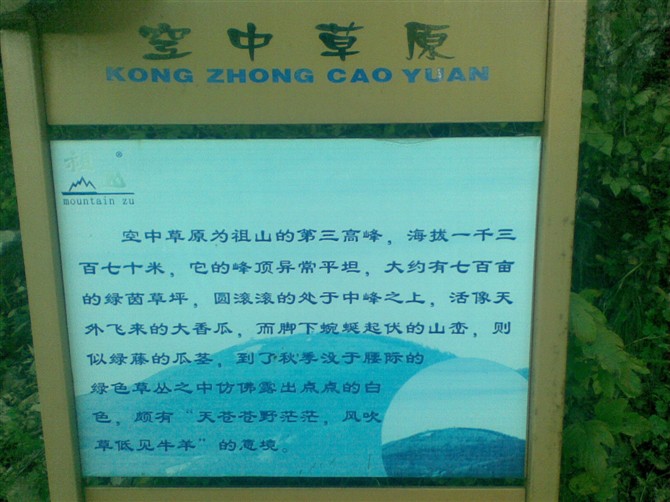 空中草原
KONG ZHONG CAO YUAN
祖山
®
mountain zu
空中草原为祖山的第三高峰，海拔一千三
百七十米，它的峰顶异常平坦，大约有七百亩
的绿茵草坪，圆滚滚的处于中峰之上，活像天
外飞来的大香瓜，而脚下蜿蜒起伏的山峦，则
似绿藤的瓜茎，到了秋季没于腰际的
绿色草丛之中仿佛露出点点的白
色，颇有“天苍苍野茫茫，风吹
草低见牛羊”的意境。